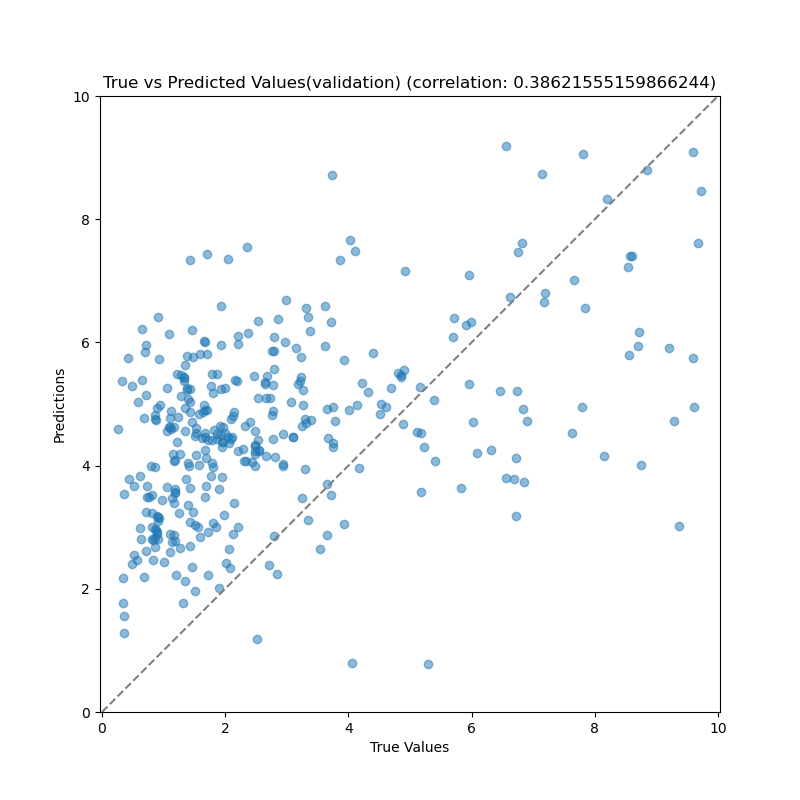 True vs Predicted Values(validation) (correlation: 0.38621555159866244)
10
8
6
4
2
0
Predictions
0 2 4 6 8 10
True Values